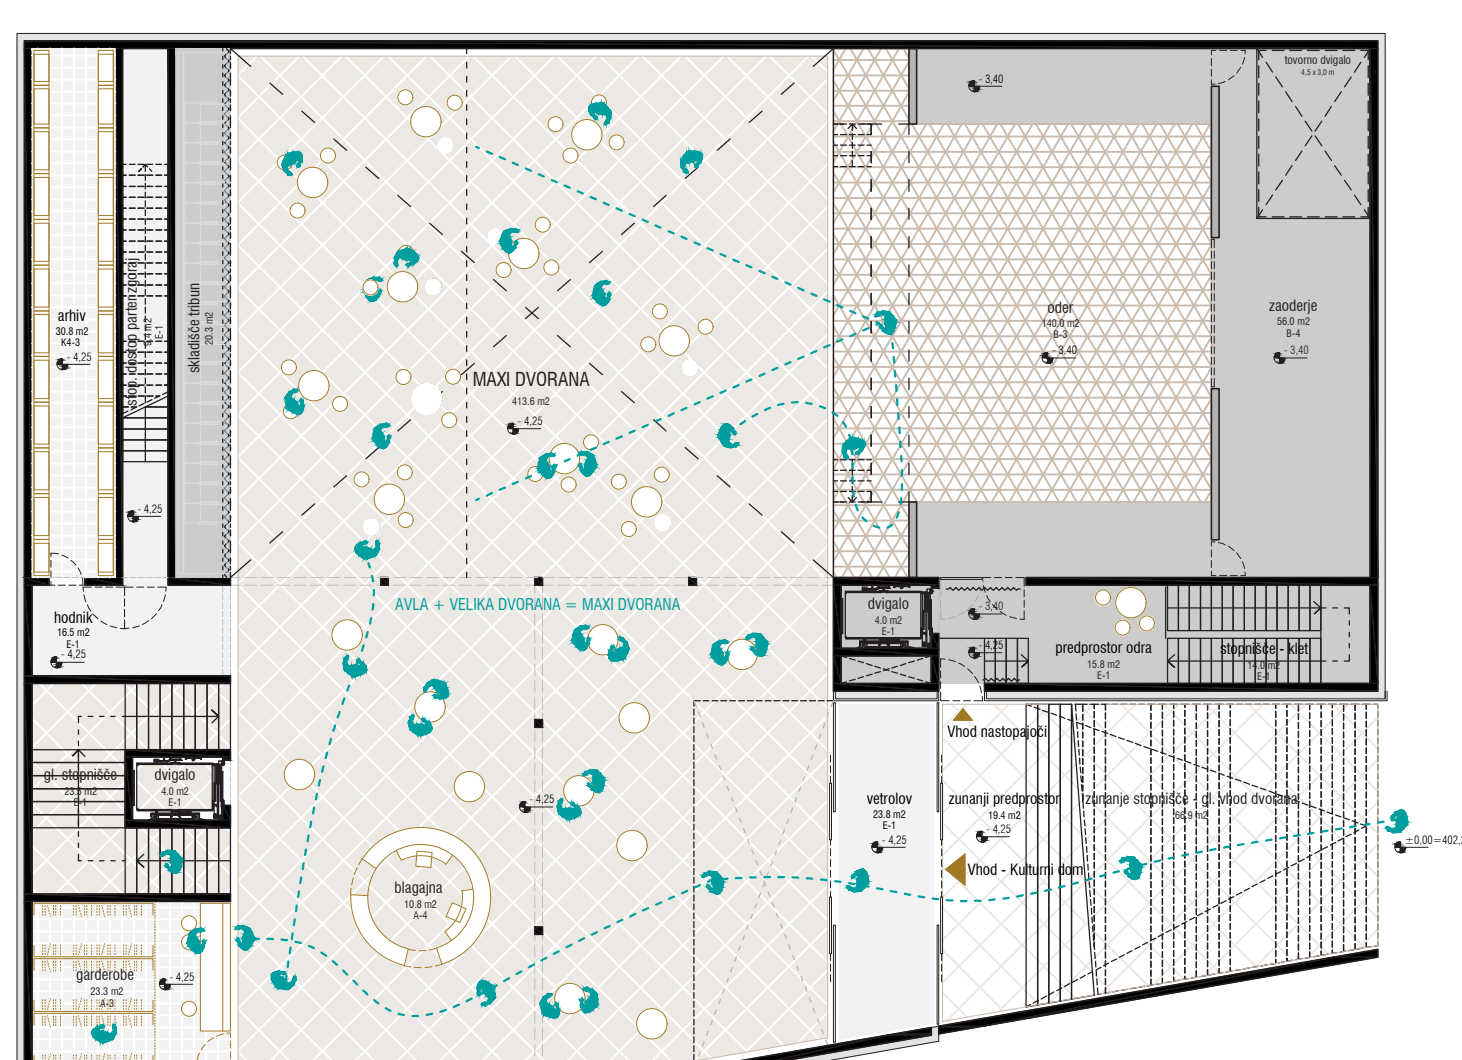 tovorno dvigalo
4,5 x 3,0 m
- 3,40
arhiv
30.8 m2
K4-3
- 4,25
stop. /dostop parter/zgoraj
E-1
- 4,25
skladišče tribun
20.3 m2
MAXI DVORANA
413.6 m2
- 4,25
oder
140.0 m2
B-3
- 3,40
zaoderje
56.0 m2
B-4
- 3,40
AVLA + VELIKA DVORANA = MAXI DVORANA
hodnik
16.5 m2
E-1
- 4,25
dvigalo
4.0 m2
E-1
- 3,40
- 4,25
predprostor odra
15.8 m2
E-1
stopnišče - klet
14.0 m2
E-1
Vhod nastopajoči
gl. stopnišče
E-1
dvigalo
4.0 m2
E-1
- 4,25
vetrolov
23.8 m2
E-1
- 4,25
zunanji predprostor
19.4 m2
- 4,25
zunanje stopnišče - gl. vhod dvorana
66.9 m2
±0,00=402,
Vhod - Kulturni dom
blagajna
10.8 m2
A-4
garderobe
23.3 m2
A-3
- 4,25